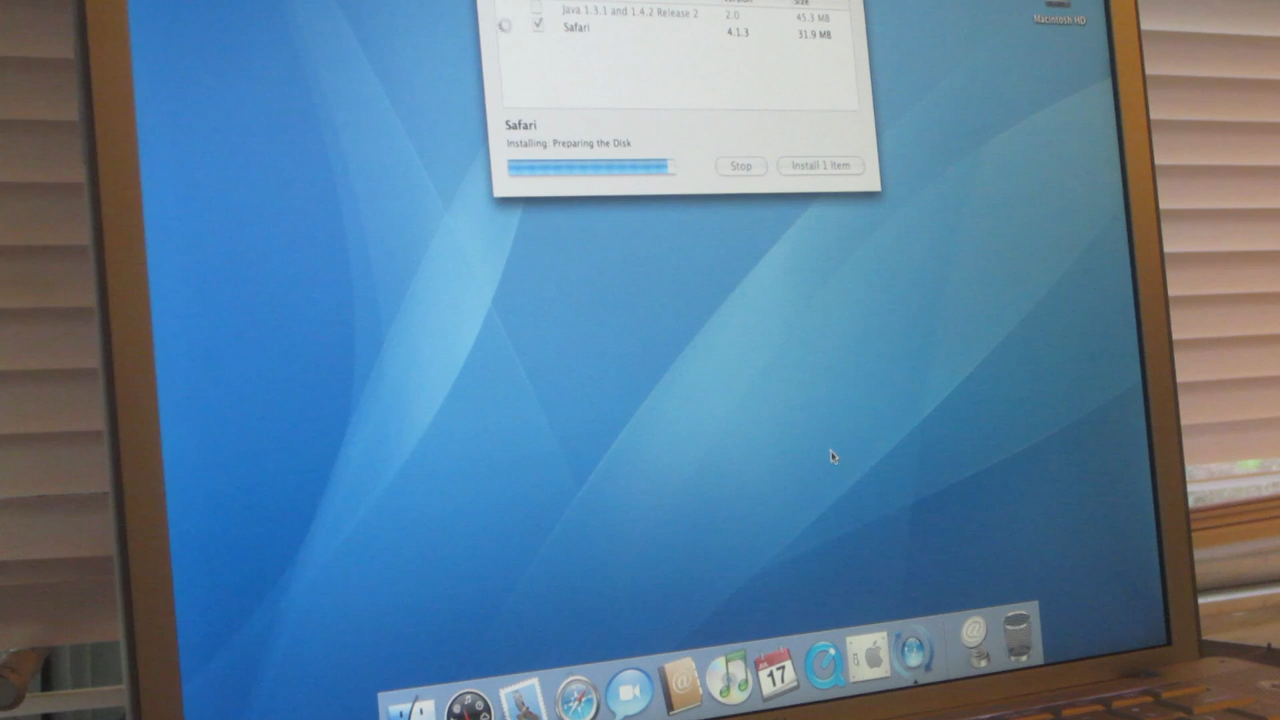 Java 1.3.1 and 1.4.2 Release 2 2.0 45.3 MB
Safari 4.1.3 31.9 MB
Macintosh HD
Safari
Installing: Preparing the Disk
Stop Install 1 Item
17